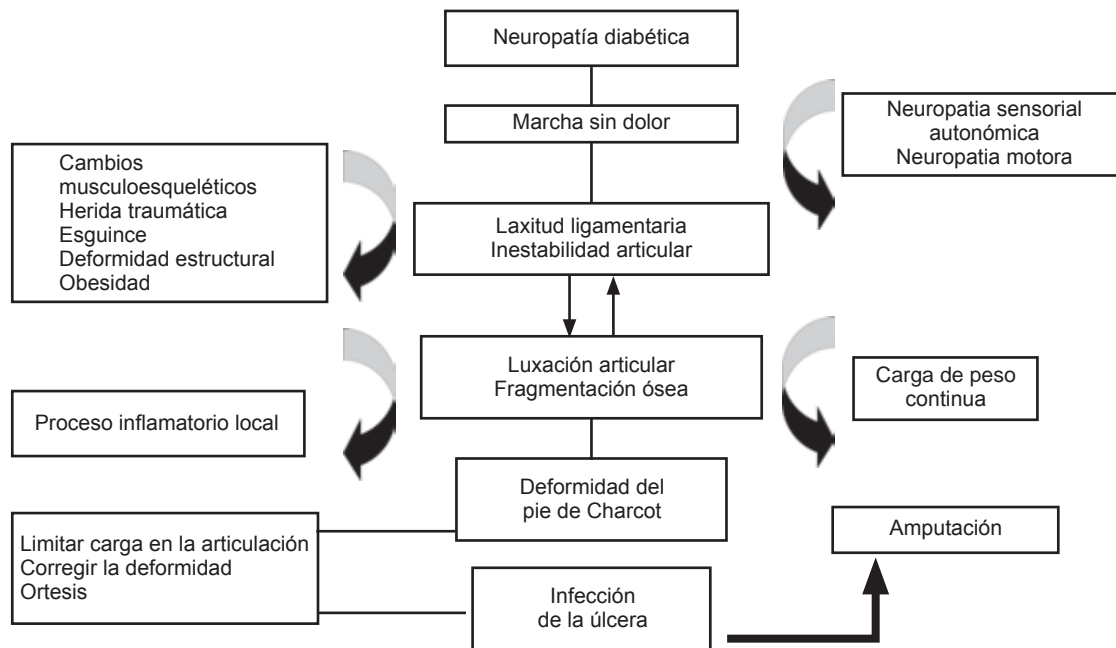 Neuropatía diabética
Marcha sin dolor
Neuropatia sensorial
autonómica
Neuropatia motora
Cambios
musculoesqueléticos
Herida traumática
Esguince
Deformidad estructural
Obesidad
Laxitud ligamentaria
Inestabilidad articular
Luxación articular
Fragmentación ósea
Carga de peso
continua
Proceso inflamatorio local
Deformidad del
pie de Charcot
Amputación
Limitar carga en la articulación
Corregir la deformidad
Ortesis
Infección
de la úlcera